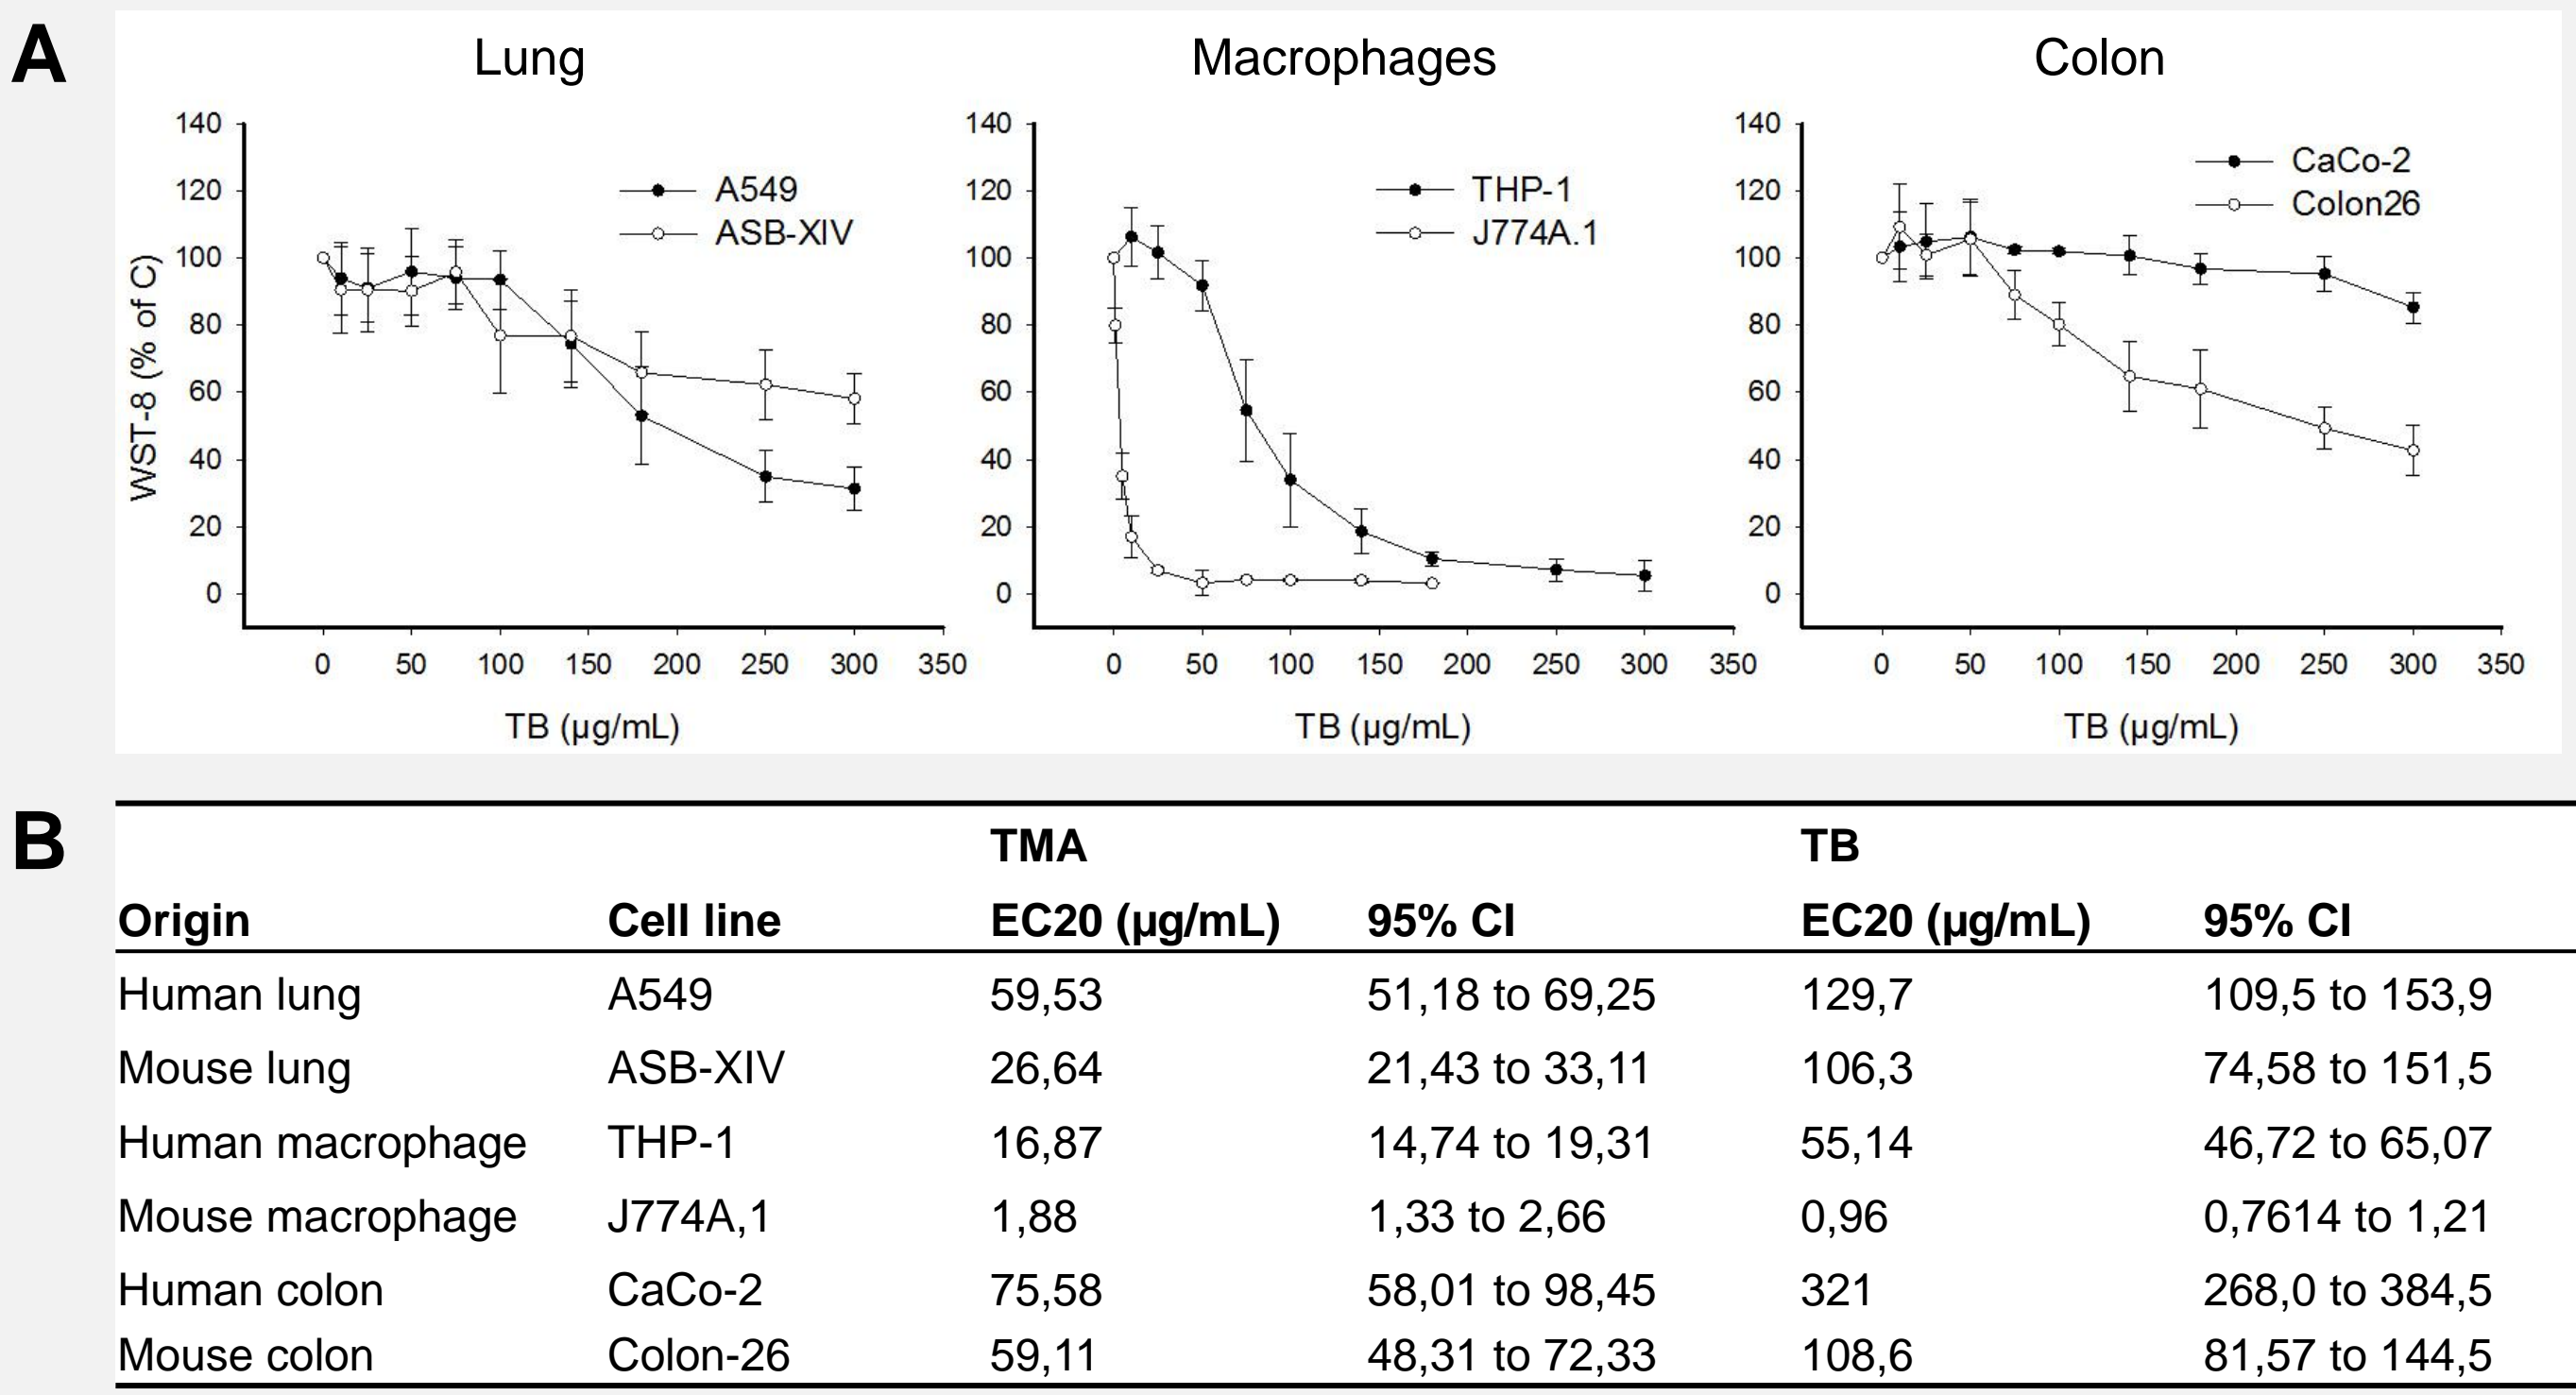 A
Lung
Macrophages
Colon
WST-8 (% of C)
140
120
100
80
60
40
20
0
A549
ASB-XIV
0 50 100 150 200 250 300 350
TB (µg/mL)
140
120
100
80
60
40
20
0
THP-1
J774A.1
0 50 100 150 200 250 300 350
TB (µg/mL)
140
120
100
80
60
40
20
0
CaCo-2
Colon26
0 50 100 150 200 250 300 350
TB (µg/mL)
B
TMA TB
Origin Cell line EC20 (µg/mL) 95% CI EC20 (µg/mL) 95% CI
Human lung A549 59,53 51,18 to 69,25 129,7 109,5 to 153,9
Mouse lung ASB-XIV 26,64 21,43 to 33,11 106,3 74,58 to 151,5
Human macrophage THP-1 16,87 14,74 to 19,31 55,14 46,72 to 65,07
Mouse macrophage J774A,1 1,88 1,33 to 2,66 0,96 0,7614 to 1,21
Human colon CaCo-2 75,58 58,01 to 98,45 321 268,0 to 384,5
Mouse colon Colon-26 59,11 48,31 to 72,33 108,6 81,57 to 144,5